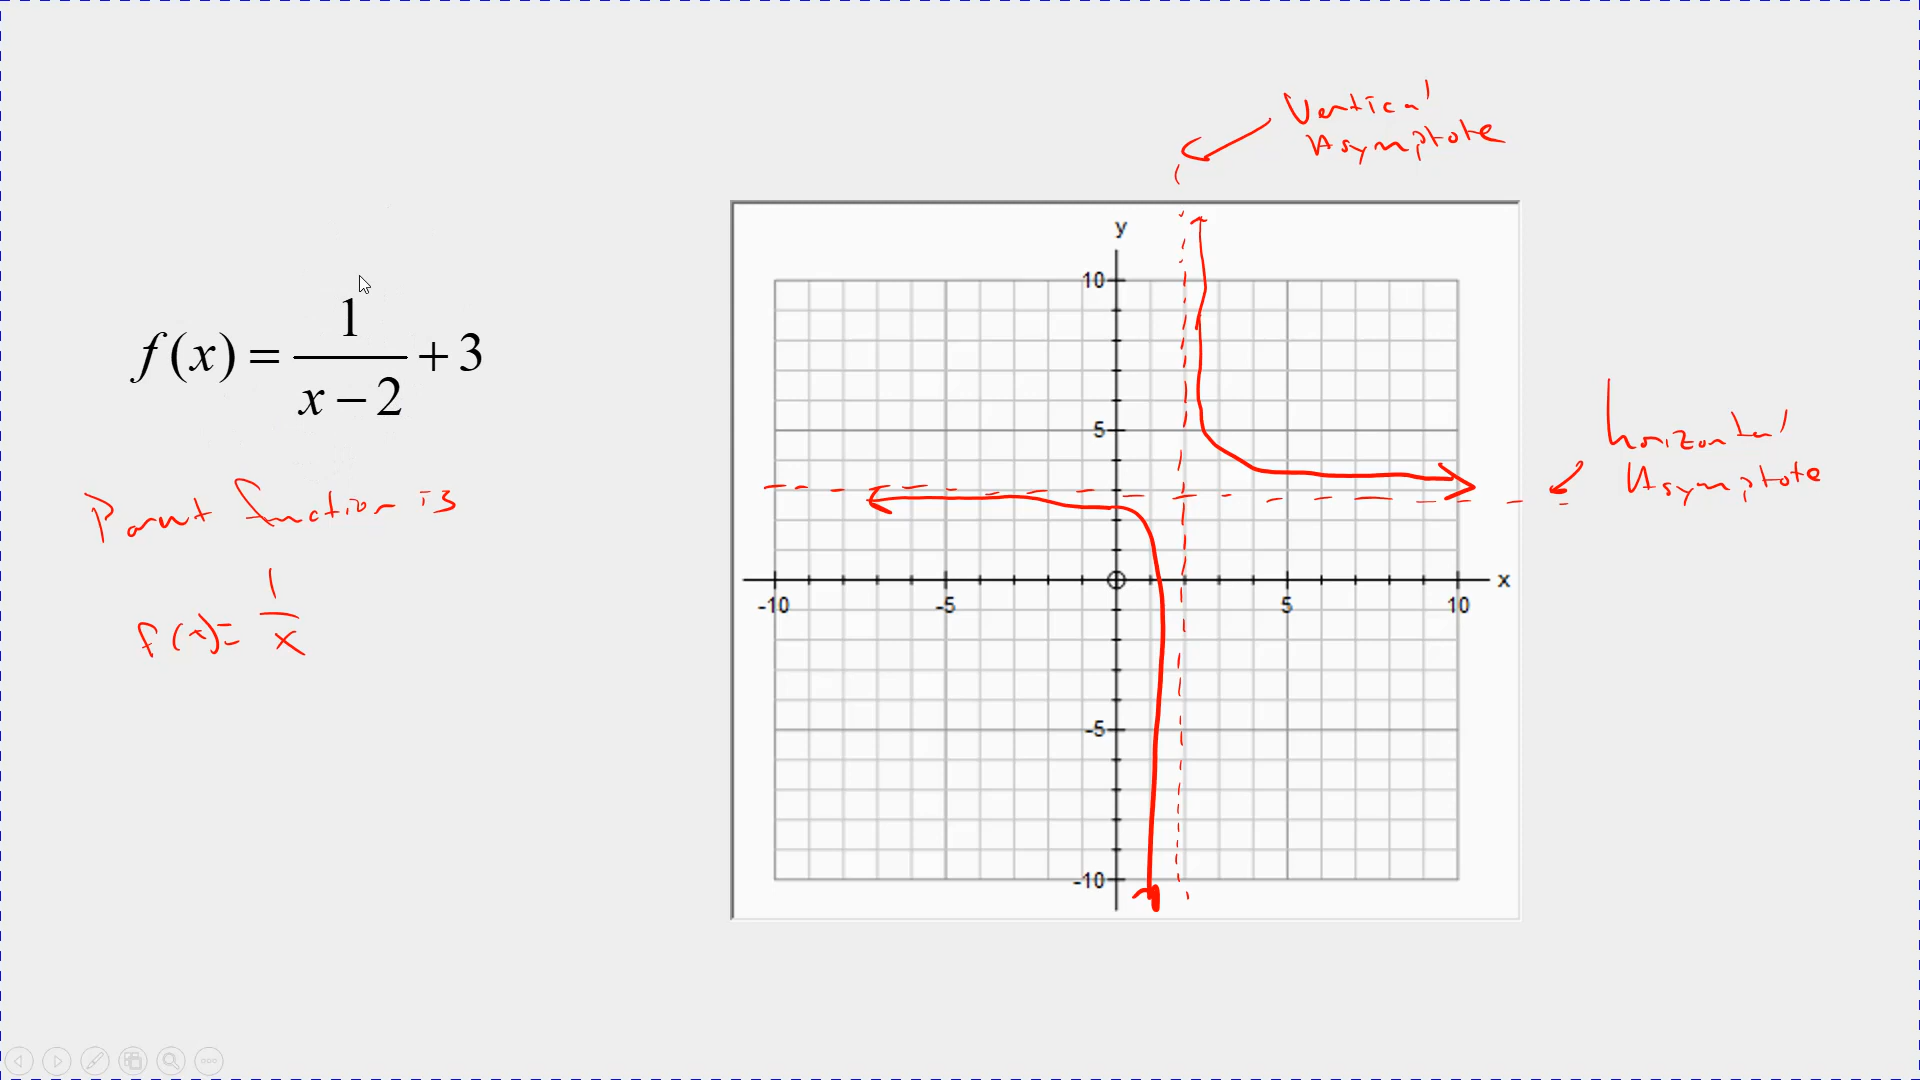 Vertical
Asymptote
f(x) = 1/(x − 2) + 3
Parent function is
f(x) = 1/x
horizontal
Asymptote
y
10
5
-10 -5 5 10 x
-5
-10